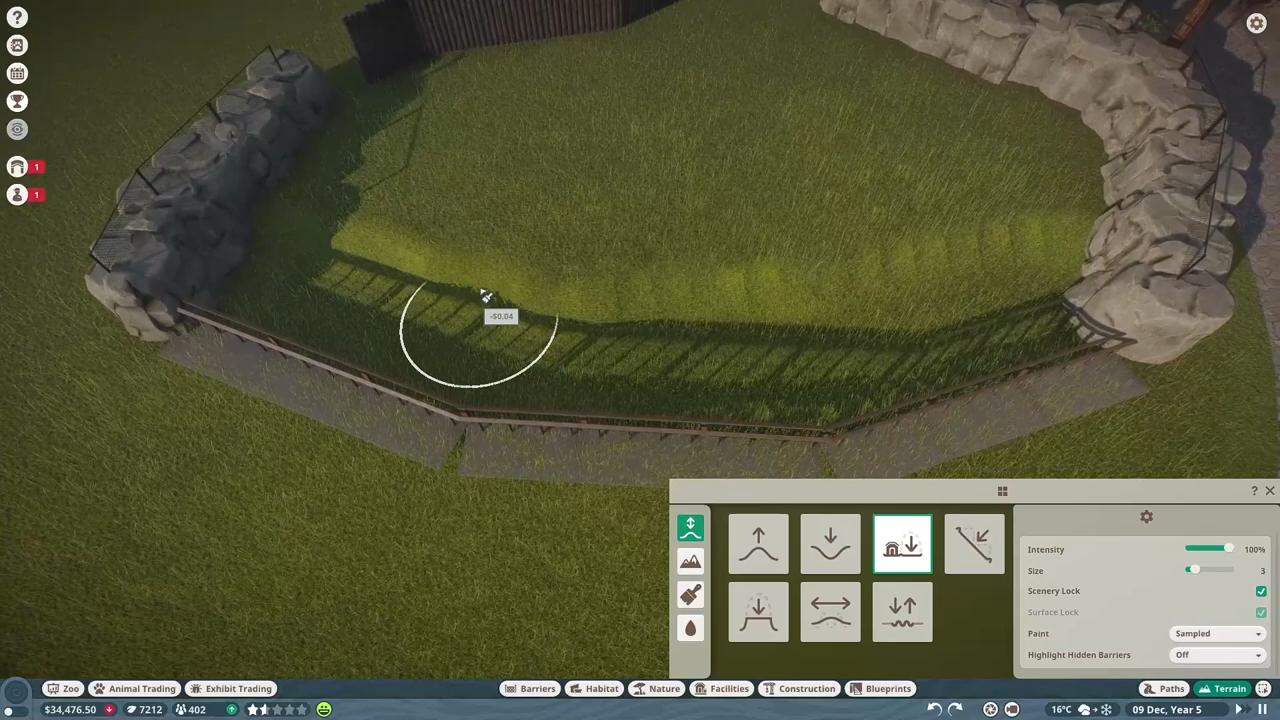 ?
1
1
-$0.04
?
Intensity 100%
Size 3
Scenery Lock
Surface Lock
Paint Sampled
Highlight Hidden Barriers Off
Zoo Animal Trading Exhibit Trading Barriers Habitat Nature Facilities Construction Blueprints Paths Terrain
$34,476.50 7212 402 16°C 09 Dec, Year 5